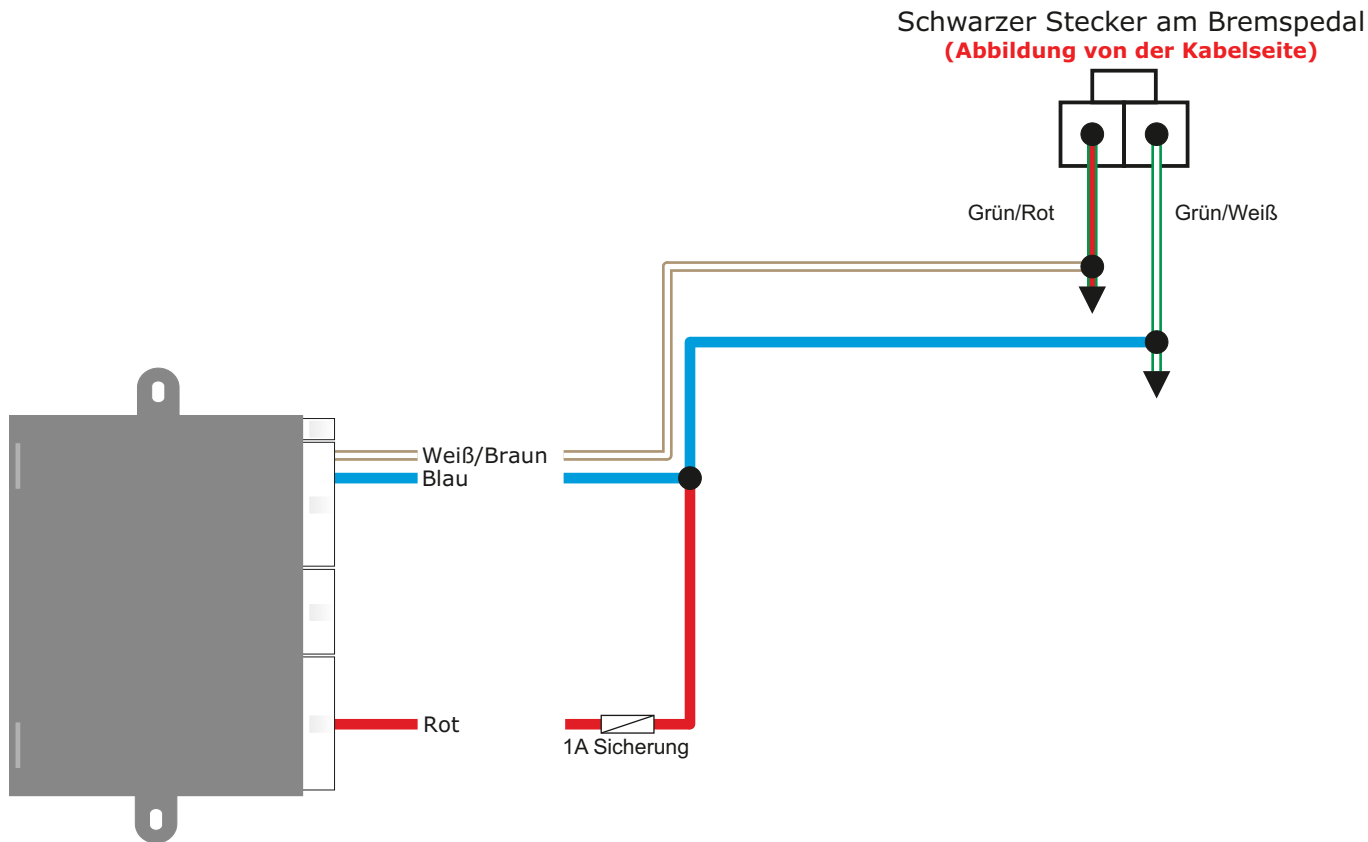 Schwarzer Stecker am Bremspedal
(Abbildung von der Kabelseite)
Grün/Rot
Grün/Weiß
Weiß/Braun
Blau
Rot
1A Sicherung